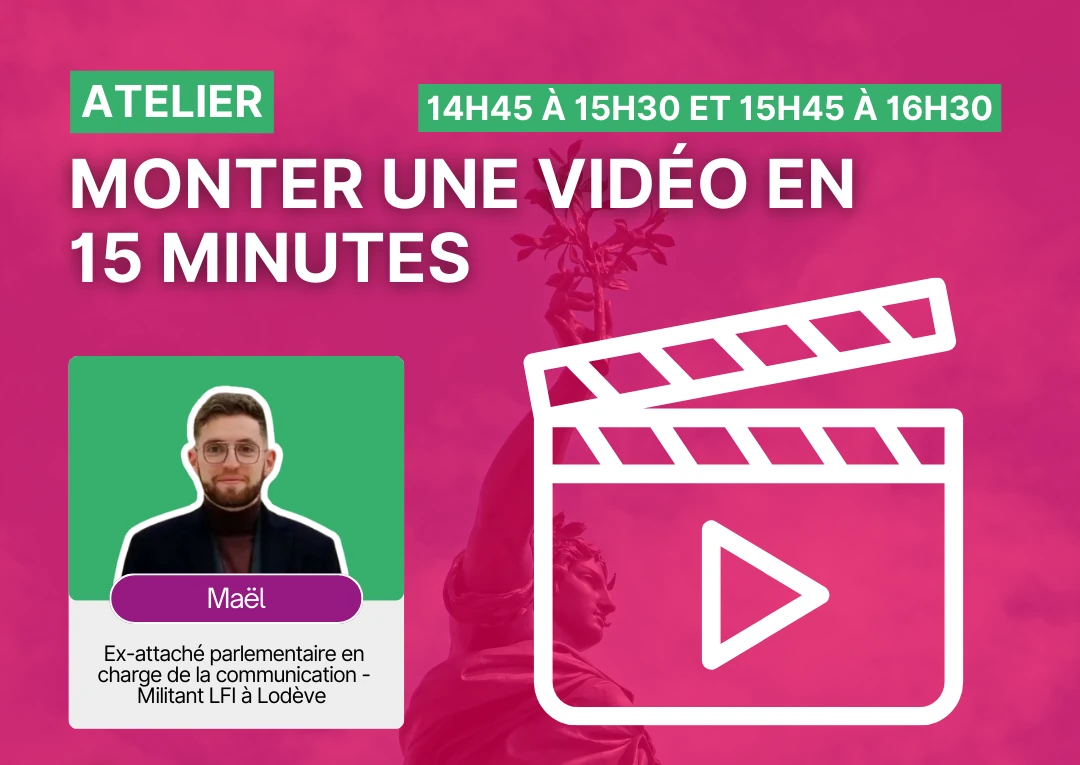 ATELIER
14H45 À 15H30 ET 15H45 À 16H30
MONTER UNE VIDÉO EN
15 MINUTES
Maël
Ex-attaché parlementaire en
charge de la communication -
Militant LFI à Lodève